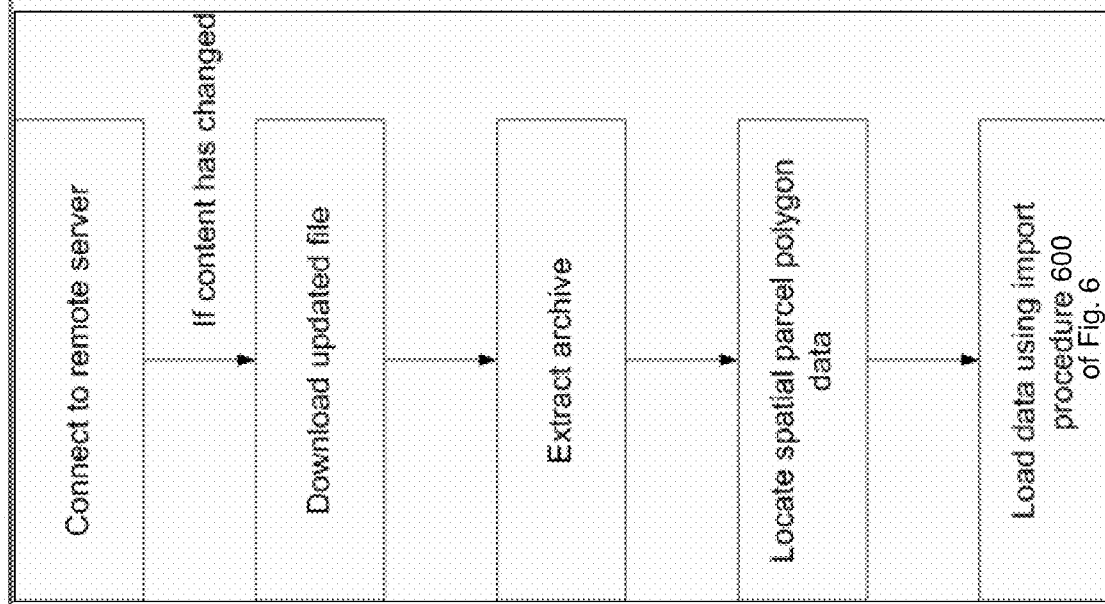 Connect to remote server
If content has changed
Download updated file
Extract archive
Locate spatial parcel polygon
data
Load data using import
procedure 600
of Fig. 6